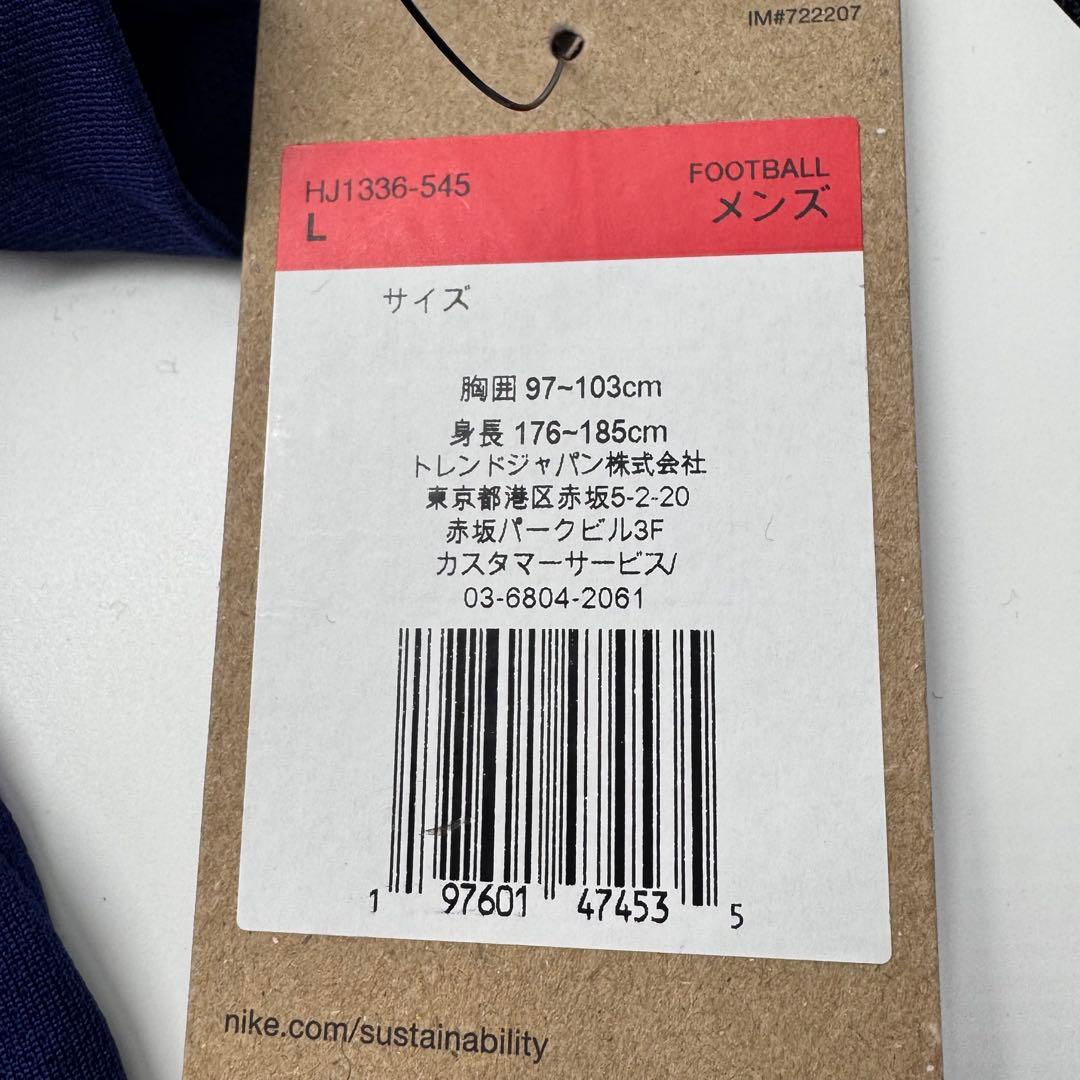 IM#722207
HJ1336-545
FOOTBALL
L
メンズ
サイズ
胸囲 97~103cm
身長 176~185cm
トレンドジャパン株式会社
東京都港区赤坂5-2-20
赤坂パークビル3F
カスタマーサービス/
03-6804-2061
1 97601 47453 5
nike.com/sustainability